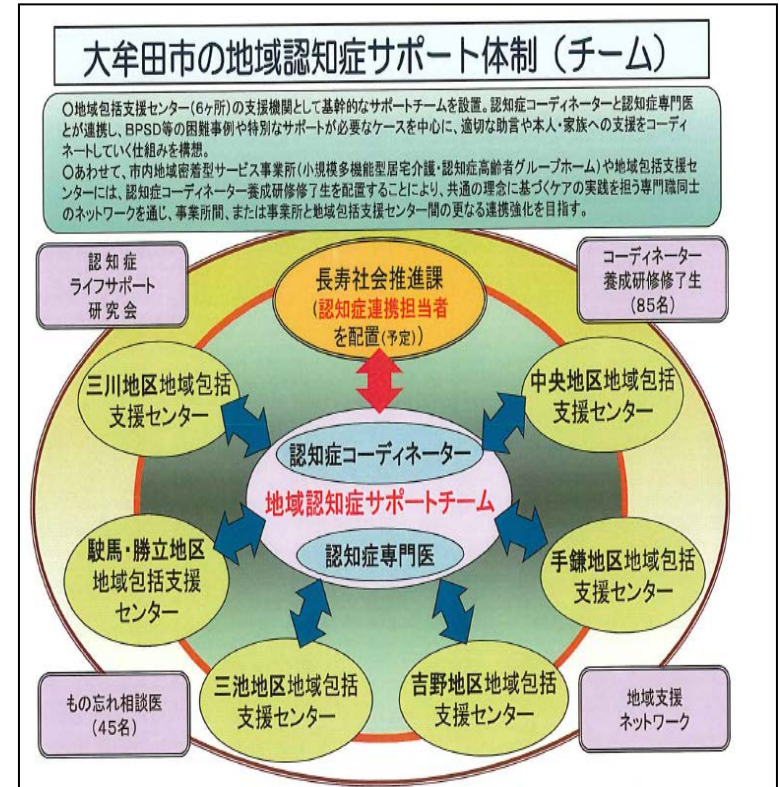 大牟田市の地域認知症サポート体制（チーム）
○地域包括支援センター（6ヶ所）の支援機関として基幹的なサポートチームを設置。認知症コーディネーターと認知症専門医
とが連携し、BPSD等の困難事例や特別なサポートが必要なケースを中心に、適切な助言や本人・家族への支援をコーディ
ネートしていく仕組みを構想。
○あわせて、市内地域密着型サービス事業所（小規模多機能型居宅介護・認知症高齢者グループホーム）や地域包括支援セ
ンターには、認知症コーディネーター養成研修修了生を配置することにより、共通の理念に基づくケアの実践を担う専門職同士
のネットワークを通じ、事業所間、または事業所と地域包括支援センター間の更なる連携強化を目指す。
認知症
ライフサポート
研究会
長寿社会推進課
（認知症連携担当者
を配置（予定））
コーディネーター
養成研修修了生
（85名）
三川地区地域包括
支援センター
中央地区地域包括
支援センター
認知症コーディネーター
地域認知症サポートチーム
認知症専門医
駛馬・勝立地区
地域包括支援
センター
手鎌地区地域包括
支援センター
三池地区地域包括
支援センター
吉野地区地域包括
支援センター
もの忘れ相談医
（45名）
地域支援
ネットワーク